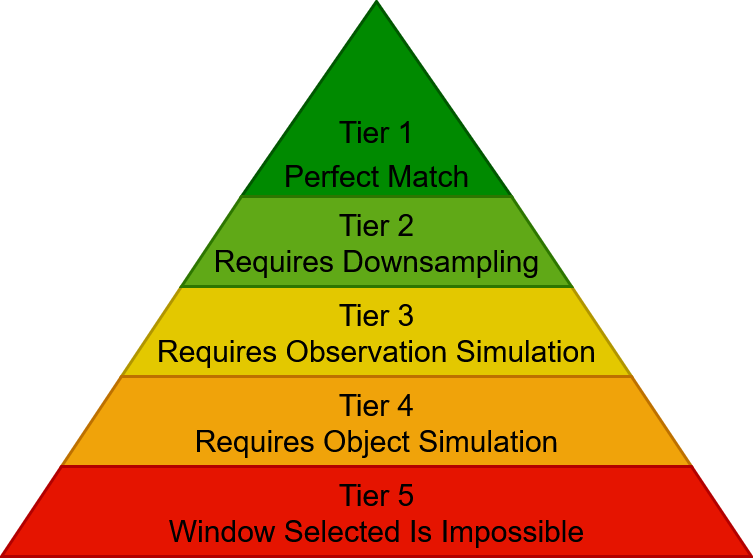 Tier 1
Perfect Match
Tier 2
Requires Downsampling
Tier 3
Requires Observation Simulation
Tier 4
Requires Object Simulation
Tier 5
Window Selected Is Impossible